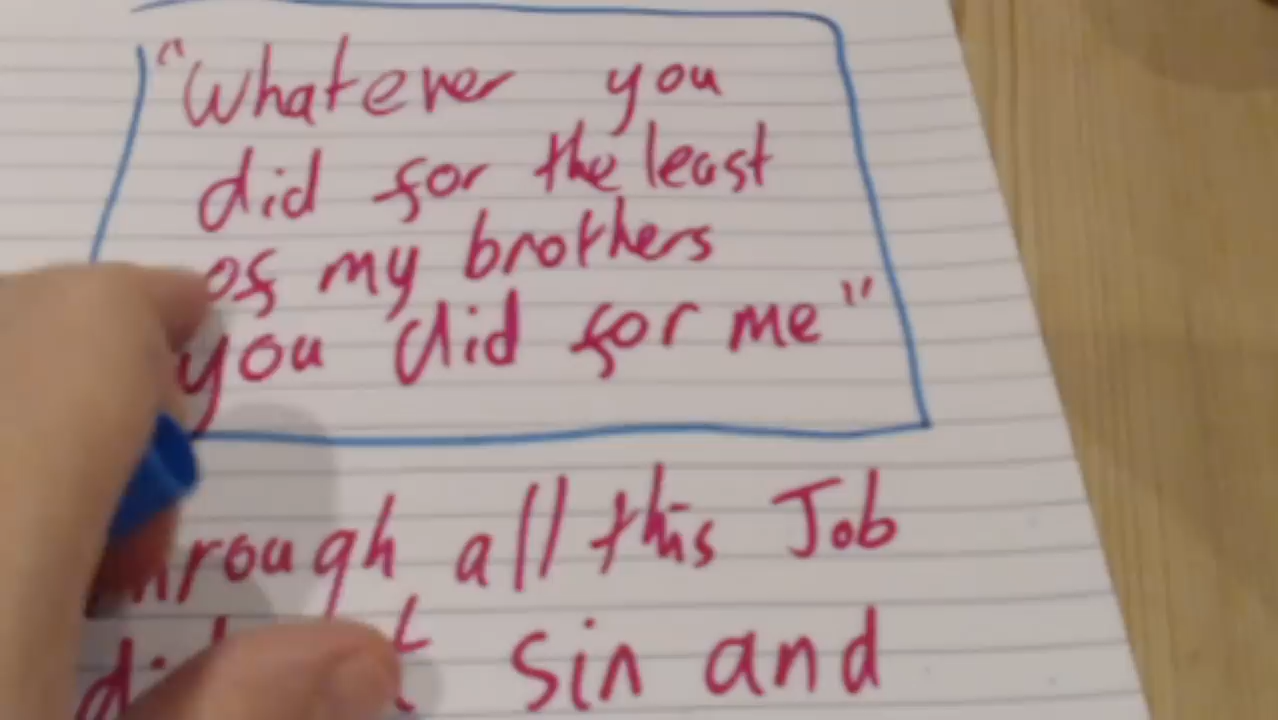 "Whatever you
did for the least
of my brothers
you did for me"
through all this Job
sin and